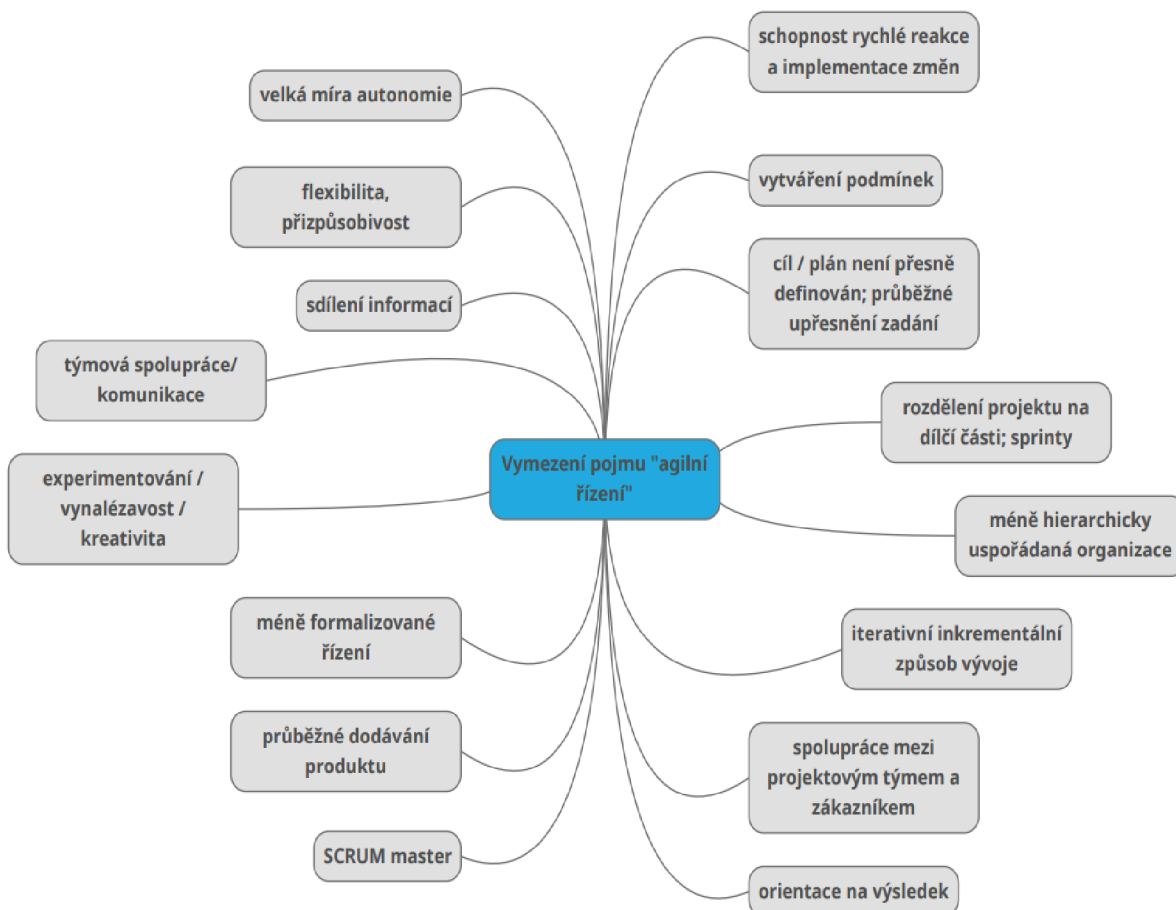 schopnost rychlé reakce
a implementace změn
velká míra autonomie
vytváření podmínek
flexibilita,
přizpůsobivost
cíl / plán není přesně
definován; průběžné
upřesnění zadání
sdílení informací
týmová spolupráce/
komunikace
rozdělení projektu na
dílčí části; sprinty
Vymezení pojmu "agilní
řízení"
experimentování /
vynalézavost /
kreativita
méně hierarchicky
uspořádaná organizace
méně formalizované
řízení
iterativní inkrementální
způsob vývoje
průběžné dodávání
produktu
spolupráce mezi
projektovým týmem a
zákazníkem
SCRUM master
orientace na výsledek